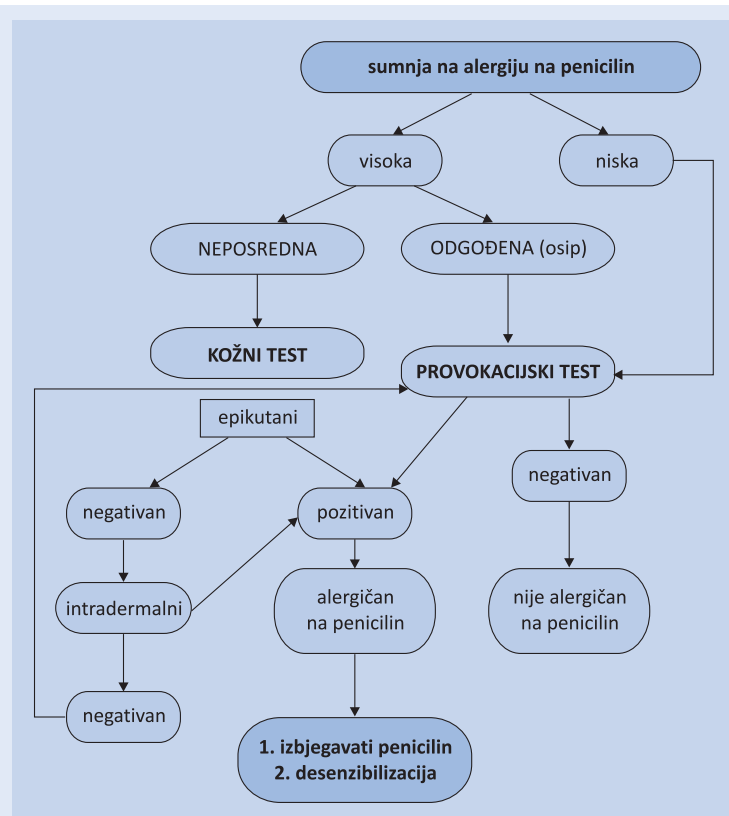 sumnja na alergiju na penicilin
visoka
niska
NEPOSREDNA
ODGOĐENA (osip)
KOŽNI TEST
PROVOKACIJSKI TEST
epikutani
negativan
negativan
pozitivan
intradermalni
alergičan
na penicilin
nije alergičan
na penicilin
negativan
1. izbjegavati penicilin
2. desenzibilizacija